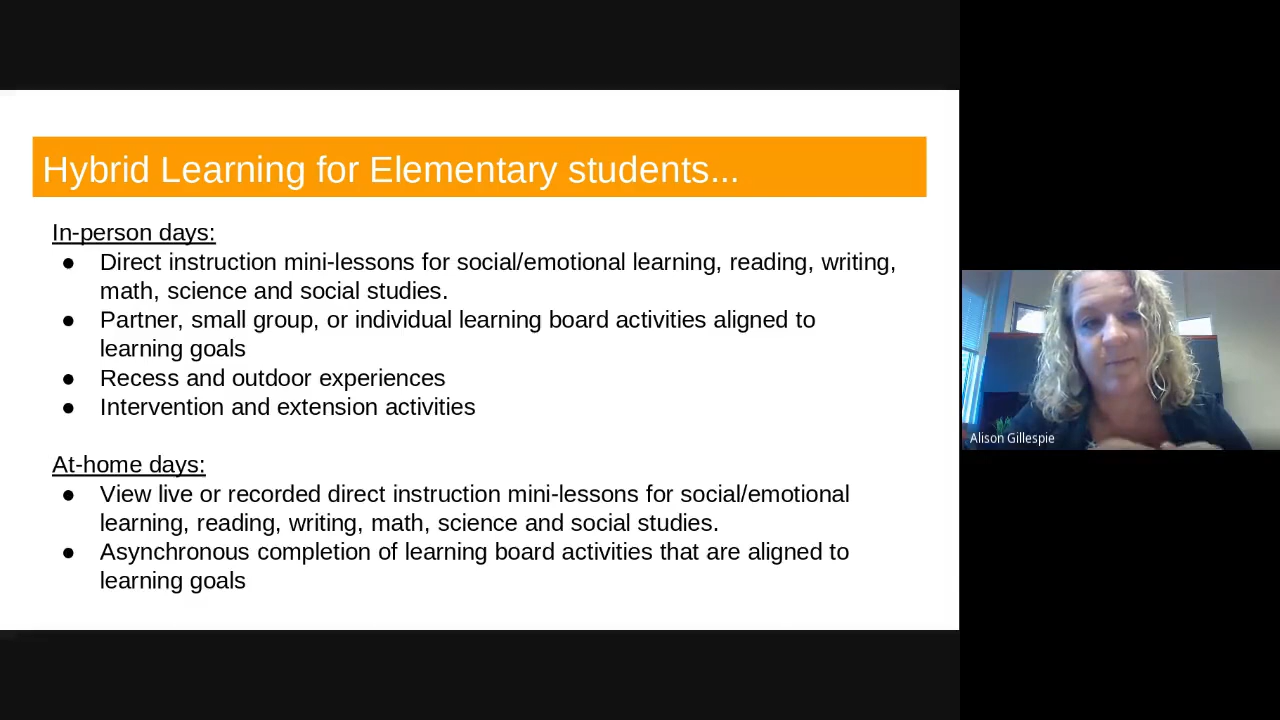 Hybrid Learning for Elementary students...
In-person days:
● Direct instruction mini-lessons for social/emotional learning, reading, writing,
math, science and social studies.
● Partner, small group, or individual learning board activities aligned to
learning goals
● Recess and outdoor experiences
● Intervention and extension activities
At-home days:
● View live or recorded direct instruction mini-lessons for social/emotional
learning, reading, writing, math, science and social studies.
● Asynchronous completion of learning board activities that are aligned to
learning goals
Alison Gillespie